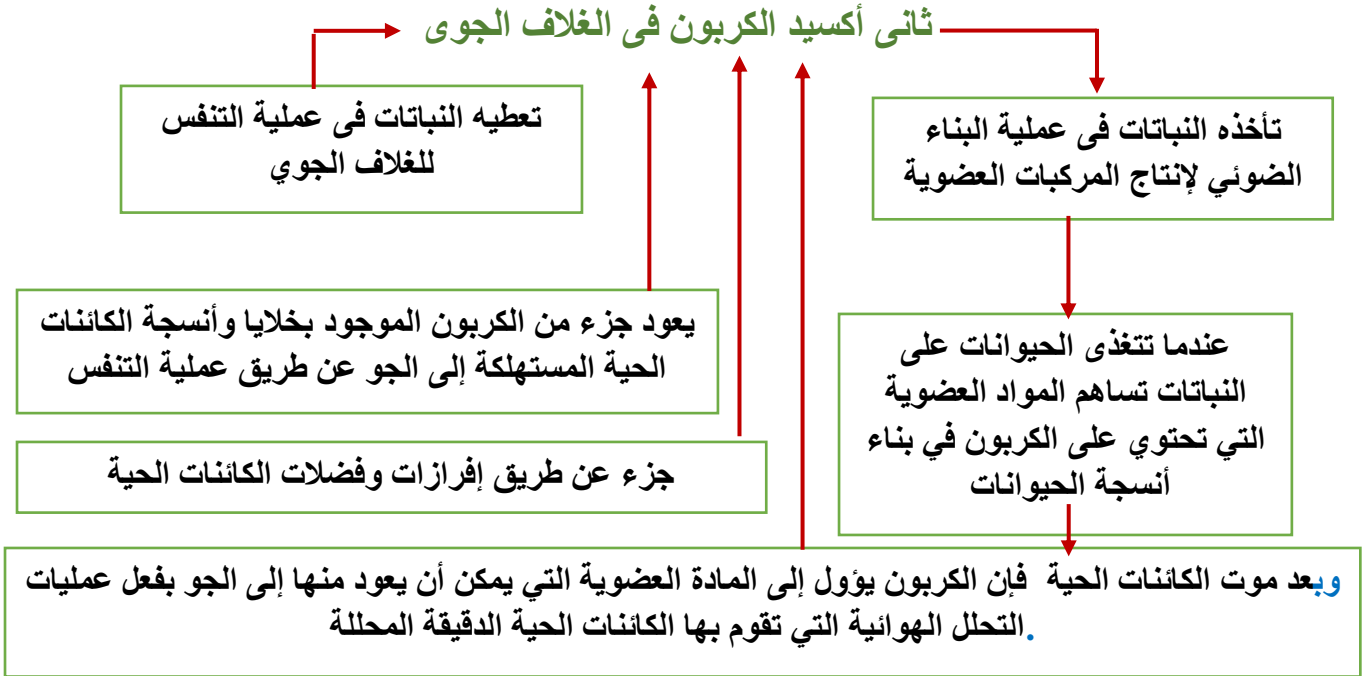 ثانى أكسيد الكربون فى الغلاف الجوى
تأخذه النباتات فى عملية البناء
الضوئي لإنتاج المركبات العضوية
تعطيه النباتات فى عملية التنفس
للغلاف الجوي
عندما تتغذى الحيوانات على
النباتات تساهم المواد العضوية
التي تحتوي على الكربون في بناء
أنسجة الحيوانات
يعود جزء من الكربون الموجود بخلايا وأنسجة الكائنات
الحية المستهلكة إلى الجو عن طريق عملية التنفس
جزء عن طريق إفرازات وفضلات الكائنات الحية
وبعد موت الكائنات الحية فإن الكربون يؤول إلى المادة العضوية التي يمكن أن يعود منها إلى الجو بفعل عمليات
التحلل الهوائية التي تقوم بها الكائنات الحية الدقيقة المحللة.